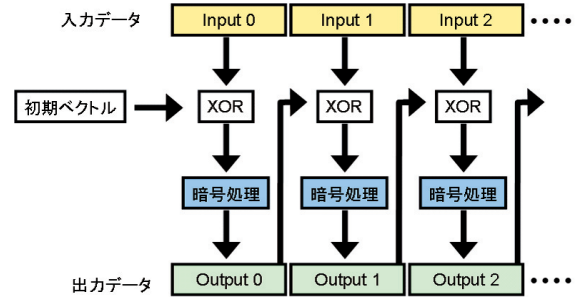 入力データ
Input 0
Input 1
Input 2
初期ベクトル
XOR
XOR
XOR
暗号処理
暗号処理
暗号処理
出力データ
Output 0
Output 1
Output 2